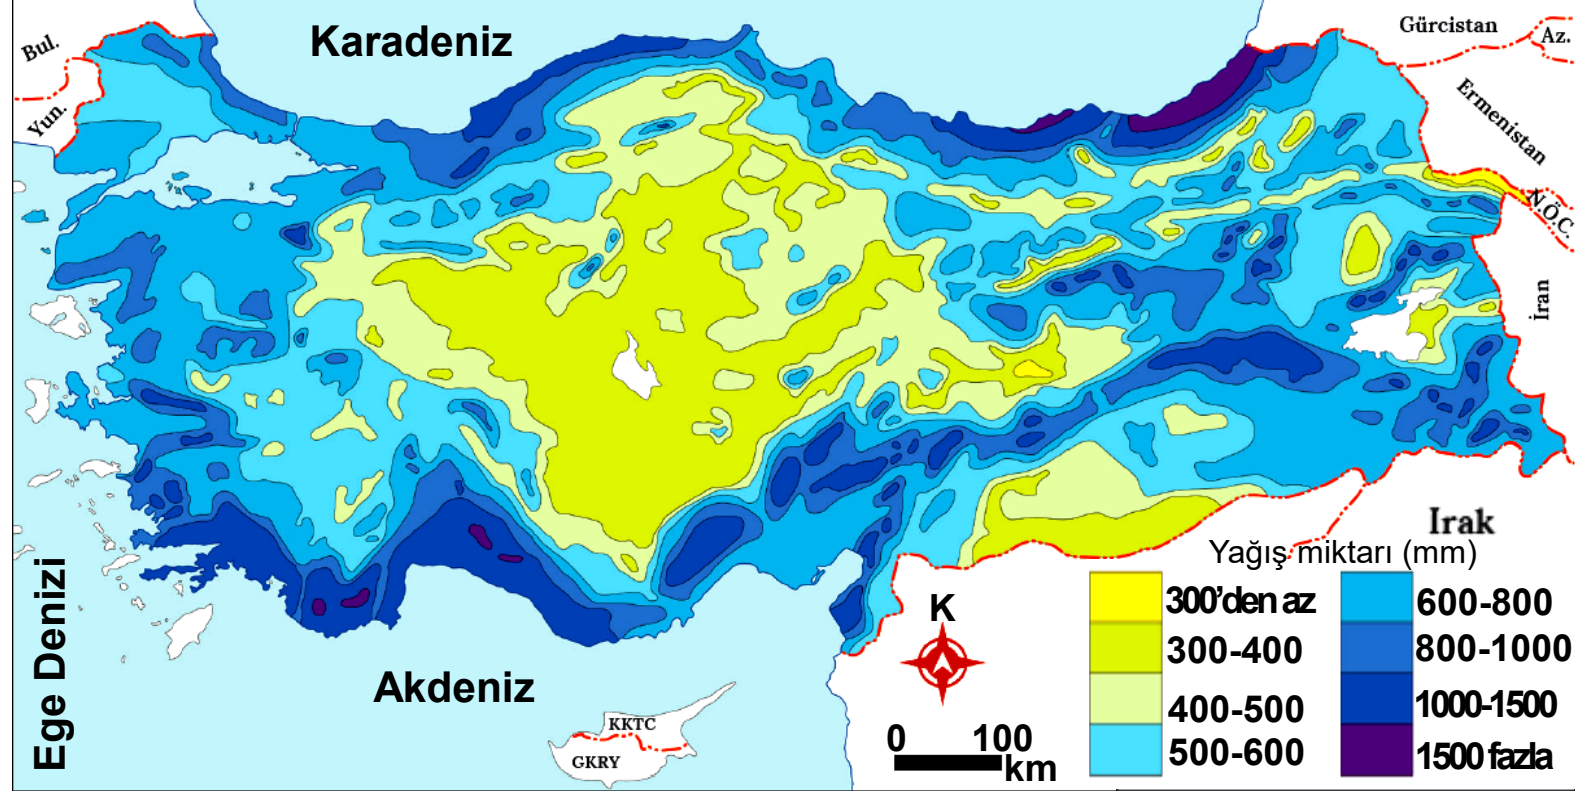 Karadeniz
Gürcistan
Az.
Bul.
Yun.
Ermenistan
N.Ö.C.
İran
Irak
Ege Denizi
Akdeniz
KKTC
GKRY
K
0 100
km
Yağış miktarı (mm)
300'den az
300-400
400-500
500-600
600-800
800-1000
1000-1500
1500 fazla